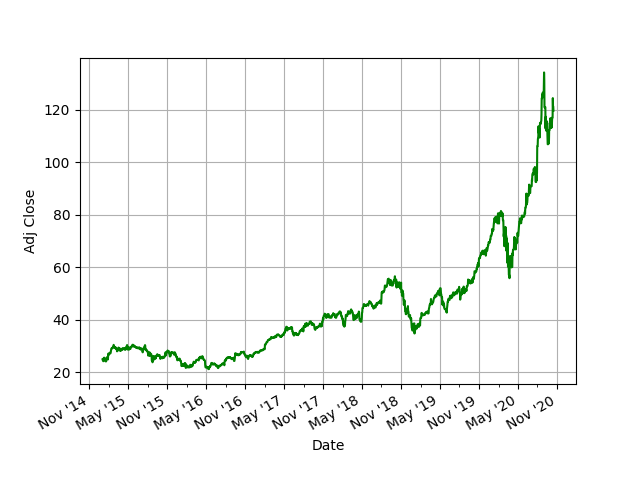 Adj Close
120
100
80
60
40
20
Nov '14
May '15
Nov '15
May '16
Nov '16
May '17
Nov '17
May '18
Nov '18
May '19
Nov '19
May '20
Nov '20
Date